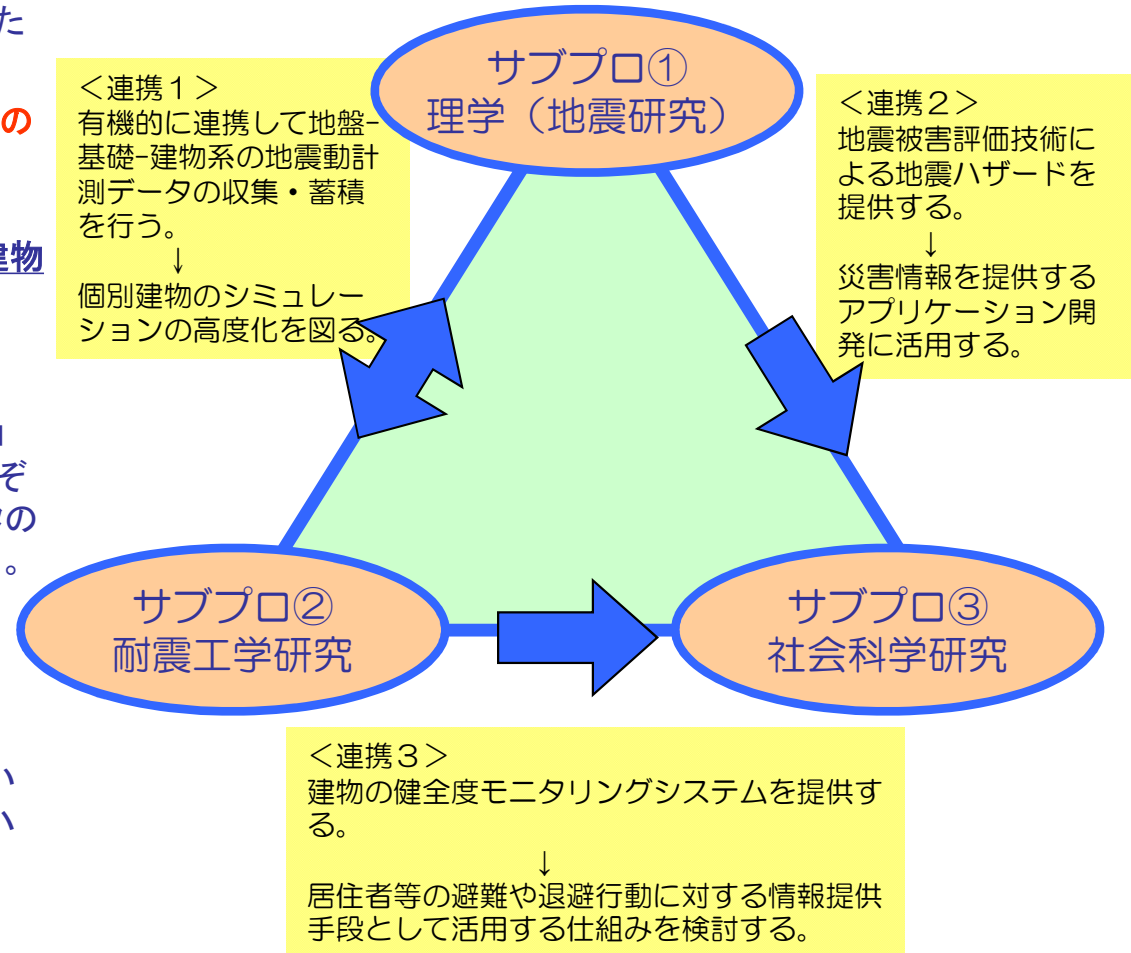 た
の
建物
ぞ
の
。
い
い
サブプロ①
理学（地震研究）
＜連携１＞
有機的に連携して地盤-
基礎-建物系の地震動計
測データの収集・蓄積
を行う。
↓
個別建物のシミュレー
ションの高度化を図る。
＜連携２＞
地震被害評価技術に
よる地震ハザードを
提供する。
↓
災害情報を提供する
アプリケーション開
発に活用する。
サブプロ②
耐震工学研究
サブプロ③
社会科学研究
＜連携３＞
建物の健全度モニタリングシステムを提供す
る。
↓
居住者等の避難や退避行動に対する情報提供
手段として活用する仕組みを検討する。